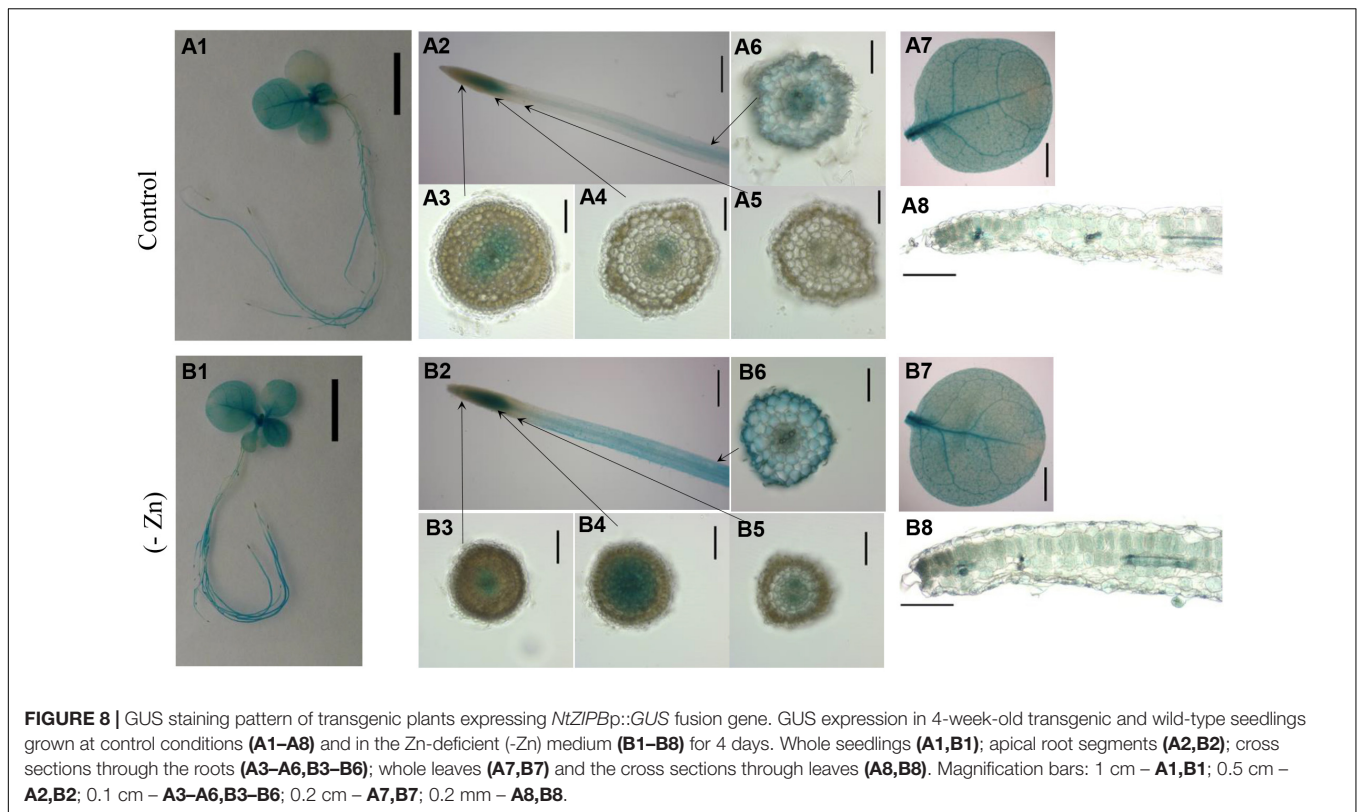 Control
A1
A2
A6
A7
A3
A4
A5
A8
(- Zn)
B1
B2
B6
B7
B3
B4
B5
B8
FIGURE 8 | GUS staining pattern of transgenic plants expressing NtZIPBp::GUS fusion gene. GUS expression in 4-week-old transgenic and wild-type seedlings
grown at control conditions (A1–A8) and in the Zn-deficient (-Zn) medium (B1–B8) for 4 days. Whole seedlings (A1,B1); apical root segments (A2,B2); cross
sections through the roots (A3–A6,B3–B6); whole leaves (A7,B7) and the cross sections through leaves (A8,B8). Magnification bars: 1 cm – A1,B1; 0.5 cm –
A2,B2; 0.1 cm – A3–A6,B3–B6; 0.2 cm – A7,B7; 0.2 mm – A8,B8.